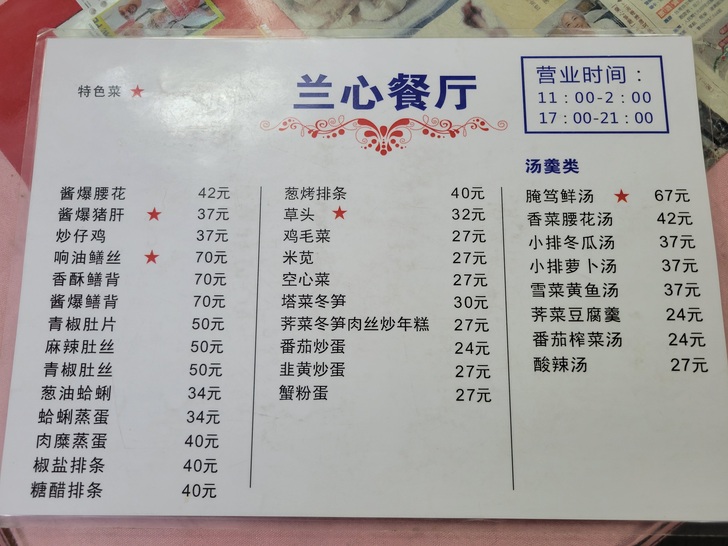 特色菜 ★
兰心餐厅
营业时间：
11：00-2：00
17：00-21：00
酱爆腰花 42元
酱爆猪肝 ★ 37元
炒仔鸡 37元
响油鳝丝 ★ 70元
香酥鳝背 70元
酱爆鳝背 70元
青椒肚片 50元
麻辣肚丝 50元
青椒肚丝 50元
葱油蛤蜊 34元
蛤蜊蒸蛋 34元
肉糜蒸蛋 40元
椒盐排条 40元
糖醋排条 40元
葱烤排条 40元
草头 ★ 32元
鸡毛菜 27元
米苋 27元
空心菜 27元
塔菜冬笋 30元
荠菜冬笋肉丝炒年糕 27元
番茄炒蛋 24元
韭黄炒蛋 27元
蟹粉蛋 27元
汤羹类
腌笃鲜汤 ★ 67元
香菜腰花汤 42元
小排冬瓜汤 37元
小排萝卜汤 37元
雪菜黄鱼汤 37元
荠菜豆腐羹 24元
番茄榨菜汤 24元
酸辣汤 27元